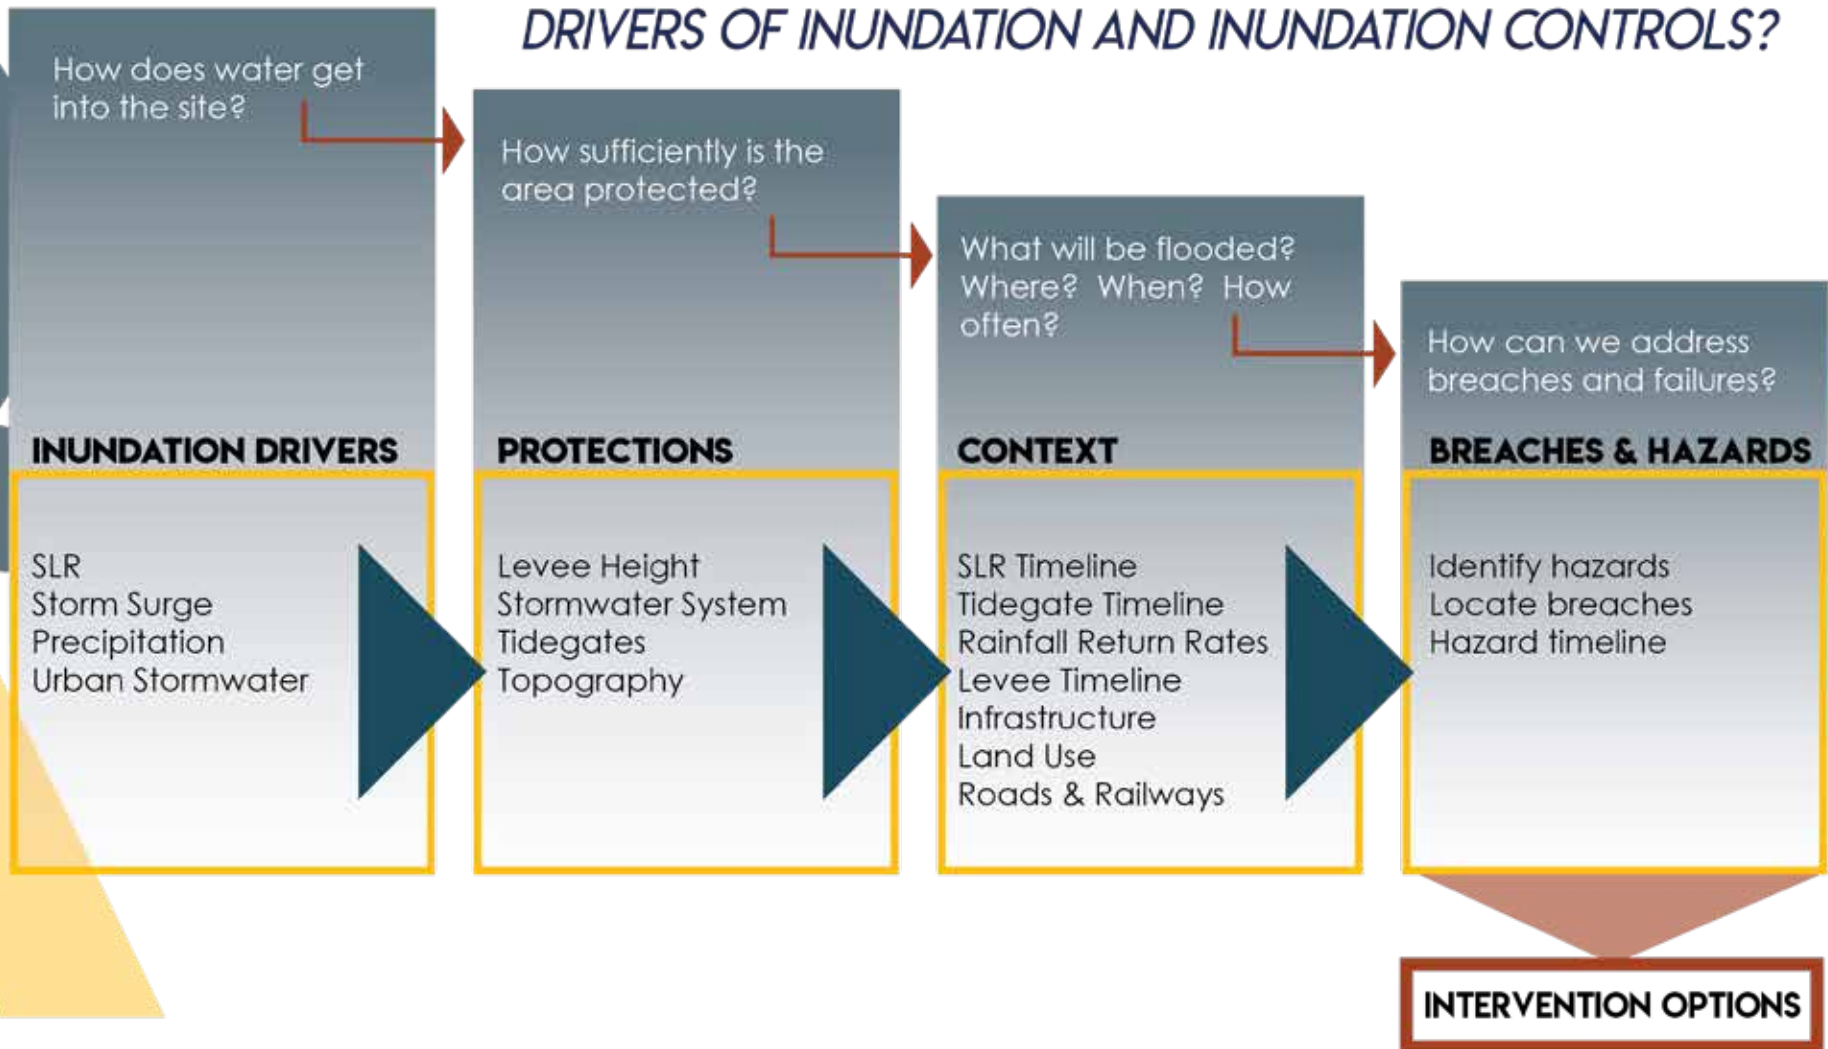 DRIVERS OF INUNDATION AND INUNDATION CONTROLS?
How does water get
into the site?
How sufficiently is the
area protected?
What will be flooded?
Where? When? How
often?
How can we address
breaches and failures?
INUNDATION DRIVERS
SLR
Storm Surge
Precipitation
Urban Stormwater
PROTECTIONS
Levee Height
Stormwater System
Tidegates
Topography
CONTEXT
SLR Timeline
Tidegate Timeline
Rainfall Return Rates
Levee Timeline
Infrastructure
Land Use
Roads & Railways
BREACHES & HAZARDS
Identify hazards
Locate breaches
Hazard timeline
INTERVENTION OPTIONS